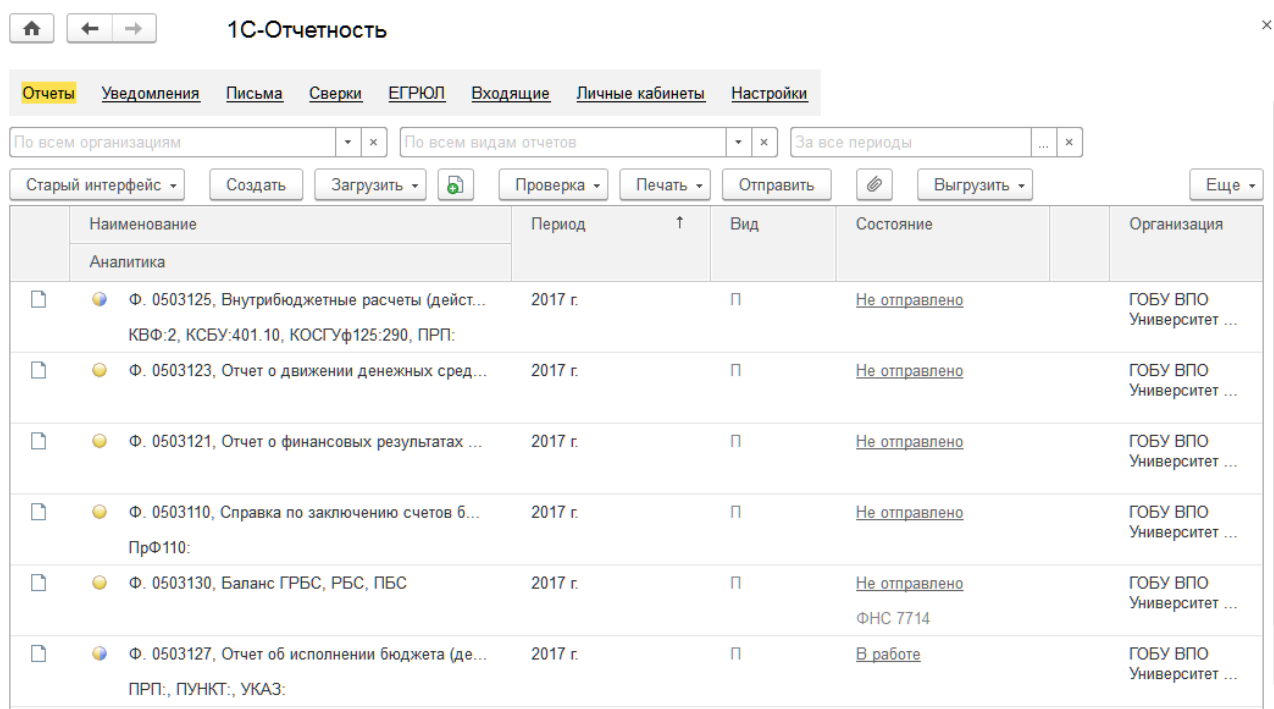 1С-Отчетность
Отчеты Уведомления Письма Сверки ЕГРЮЛ Входящие Личные кабинеты Настройки
По всем организациям По всем видам отчетов За все периоды ...
Старый интерфейс Создать Загрузить Проверка Печать Отправить Выгрузить Еще
Наименование Период ↑ Вид Состояние Организация
Аналитика
Ф. 0503125, Внутрибюджетные расчеты (дейст... 2017 г. П Не отправлено ГОБУ ВПО
Университет ...
КВФ:2, КСБУ:401.10, КОСГУф125:290, ПРП:
Ф. 0503123, Отчет о движении денежных сред... 2017 г. П Не отправлено ГОБУ ВПО
Университет ...
Ф. 0503121, Отчет о финансовых результатах ... 2017 г. П Не отправлено ГОБУ ВПО
Университет ...
Ф. 0503110, Справка по заключению счетов б... 2017 г. П Не отправлено ГОБУ ВПО
Университет ...
ПрФ110:
Ф. 0503130, Баланс ГРБС, РБС, ПБС 2017 г. П Не отправлено ГОБУ ВПО
Университет ...
ФНС 7714
Ф. 0503127, Отчет об исполнении бюджета (де... 2017 г. П В работе ГОБУ ВПО
Университет ...
ПРП:, ПУНКТ:, УКАЗ: